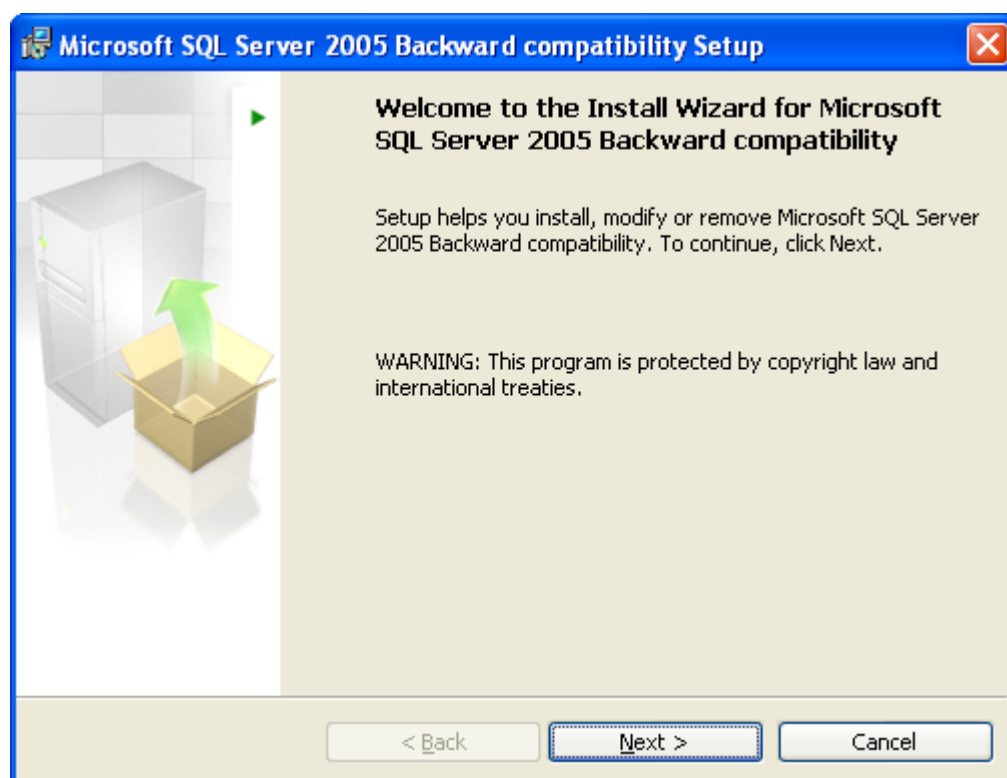 Microsoft SQL Server 2005 Backward compatibility Setup
Welcome to the Install Wizard for Microsoft
SQL Server 2005 Backward compatibility
Setup helps you install, modify or remove Microsoft SQL Server
2005 Backward compatibility. To continue, click Next.
WARNING: This program is protected by copyright law and
international treaties.
< Back
Next >
Cancel